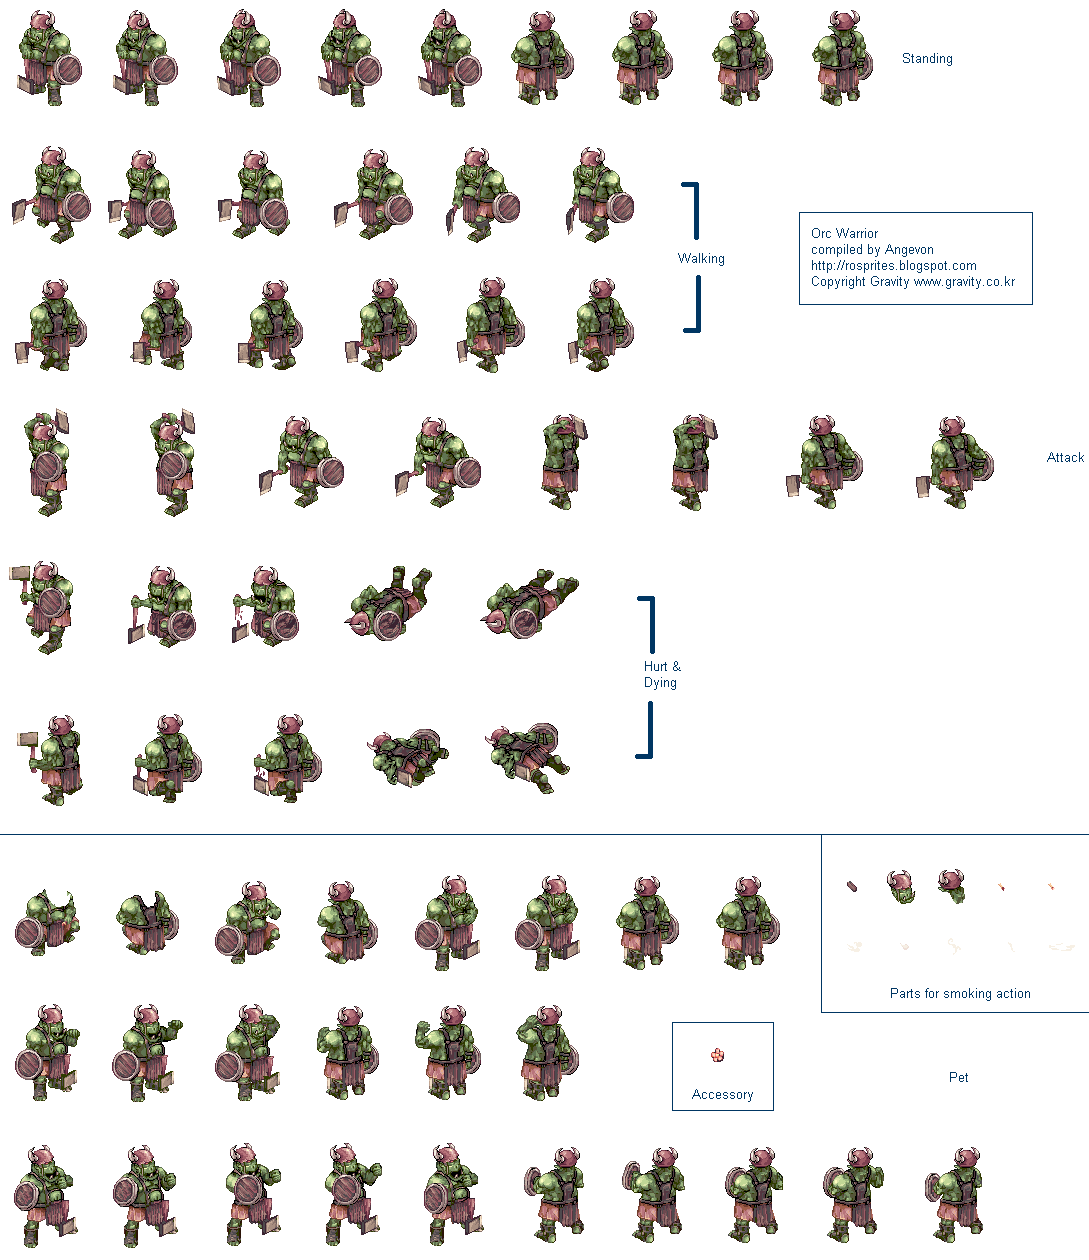 Standing
Walking
Orc Warrior
compiled by Angevon
http://rosprites.blogspot.com
Copyright Gravity www.gravity.co.kr
Attack
Hurt &
Dying
Parts for smoking action
Accessory
Pet